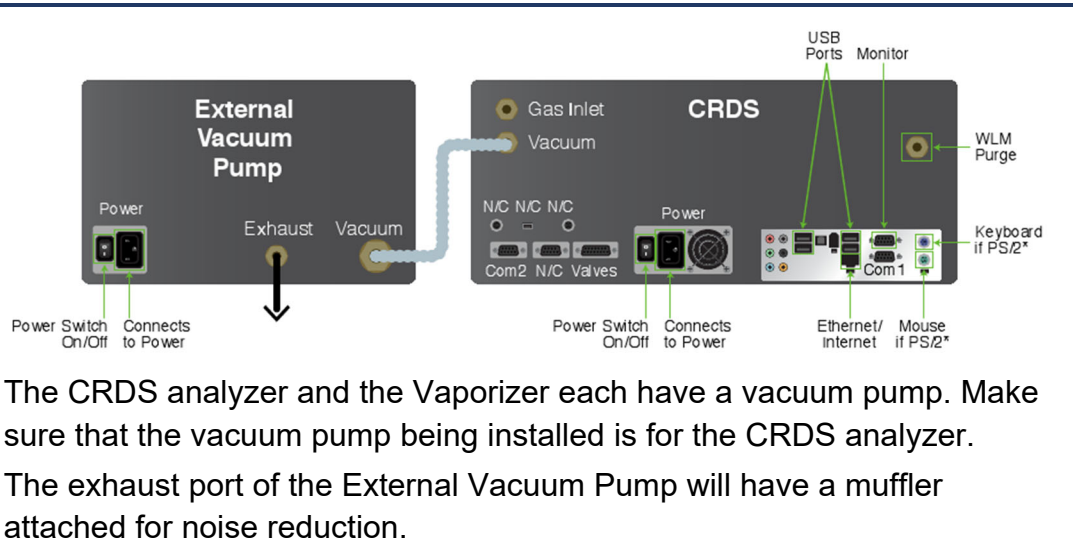 USB
Ports
Monitor
External
Vacuum
Pump
Gas Inlet
CRDS
Vacuum
WLM
Purge
Power
Exhaust
Vacuum
N/C N/C N/C
Power
Keyboard
if PS/2*
Com2 N/C Valves
Com1
Power Switch
On/Off
Connects
to Power
Power Switch
On/Off
Connects
to Power
Ethernet/
Internet
Mouse
if PS/2*
The CRDS analyzer and the Vaporizer each have a vacuum pump. Make
sure that the vacuum pump being installed is for the CRDS analyzer.
The exhaust port of the External Vacuum Pump will have a muffler
attached for noise reduction.